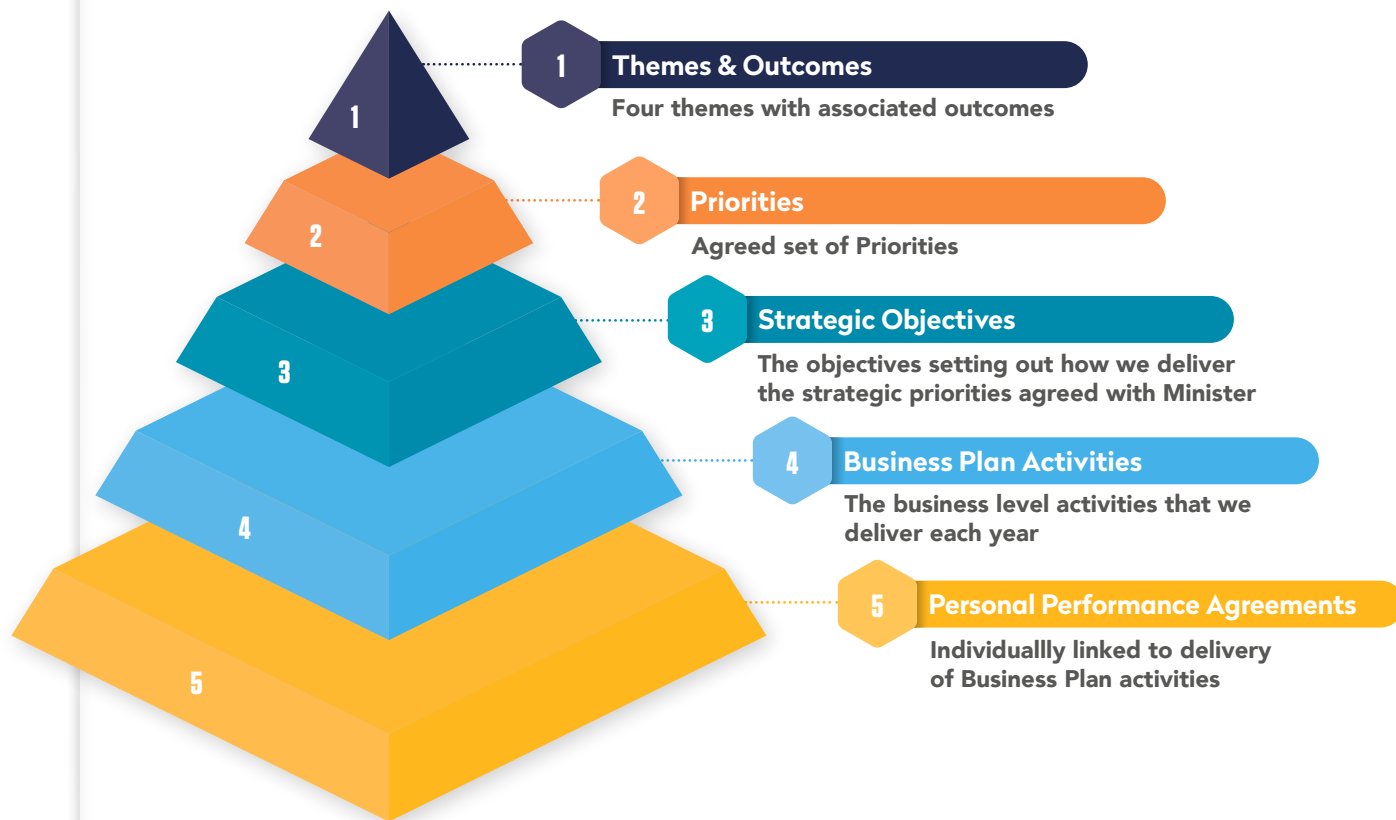 1
1
Themes & Outcomes
Four themes with associated outcomes
2
2
Priorities
Agreed set of Priorities
3
3
Strategic Objectives
The objectives setting out how we deliver
the strategic priorities agreed with Minister
4
4
Business Plan Activities
The business level activities that we
deliver each year
5
5
Personal Performance Agreements
Individuallly linked to delivery
of Business Plan activities